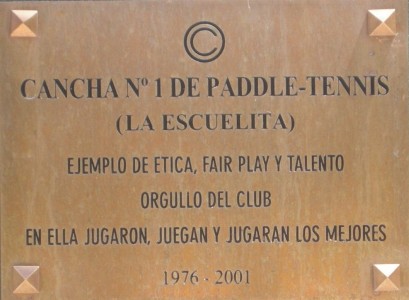 ©
CANCHA Nº 1 DE PADDLE-TENNIS
(LA ESCUELITA)
EJEMPLO DE ETICA, FAIR PLAY Y TALENTO
ORGULLO DEL CLUB
EN ELLA JUGARON, JUEGAN Y JUGARAN LOS MEJORES
1976 - 2001